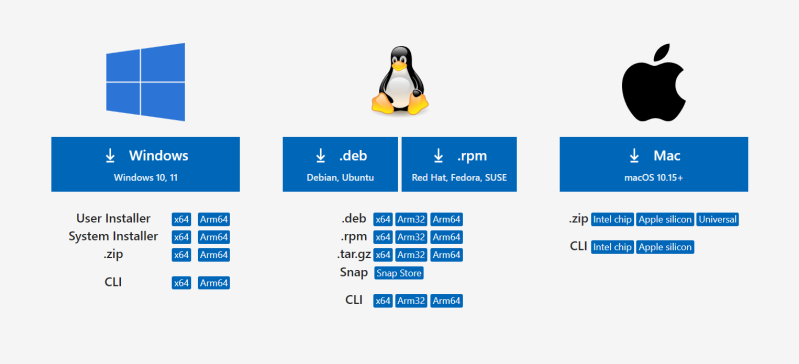 Windows
Windows 10, 11
User Installer x64 Arm64
System Installer x64 Arm64
.zip x64 Arm64
CLI x64 Arm64
.deb
Debian, Ubuntu
.rpm
Red Hat, Fedora, SUSE
.deb x64 Arm32 Arm64
.rpm x64 Arm32 Arm64
.tar.gz x64 Arm32 Arm64
Snap Snap Store
CLI x64 Arm32 Arm64
Mac
macOS 10.15+
.zip Intel chip Apple silicon Universal
CLI Intel chip Apple silicon